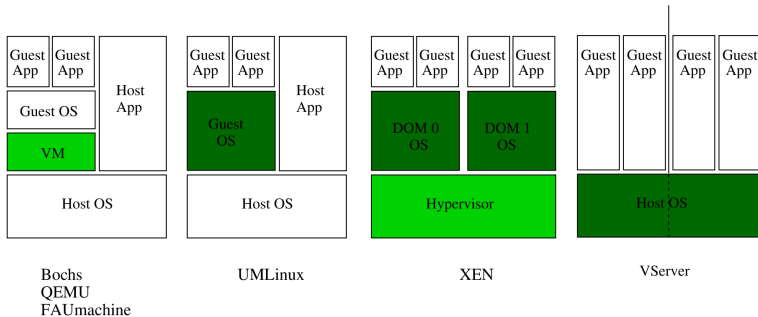 Guest App
Guest App
Host App
Guest OS
VM
Host OS
Bochs
QEMU
FAUmachine
Guest App
Guest App
Host App
Guest OS
Host OS
UMLinux
Guest App
Guest App
Guest App
Guest App
DOM 0 OS
DOM 1 OS
Hypervisor
XEN
Guest App
Guest App
Guest App
Guest App
Host OS
VServer